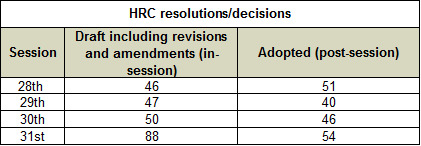 HRC resolutions/decisions
Session Draft including revisions and amendments (in-session) Adopted (post-session)
28th 46 51
29th 47 40
30th 50 46
31st 88 54